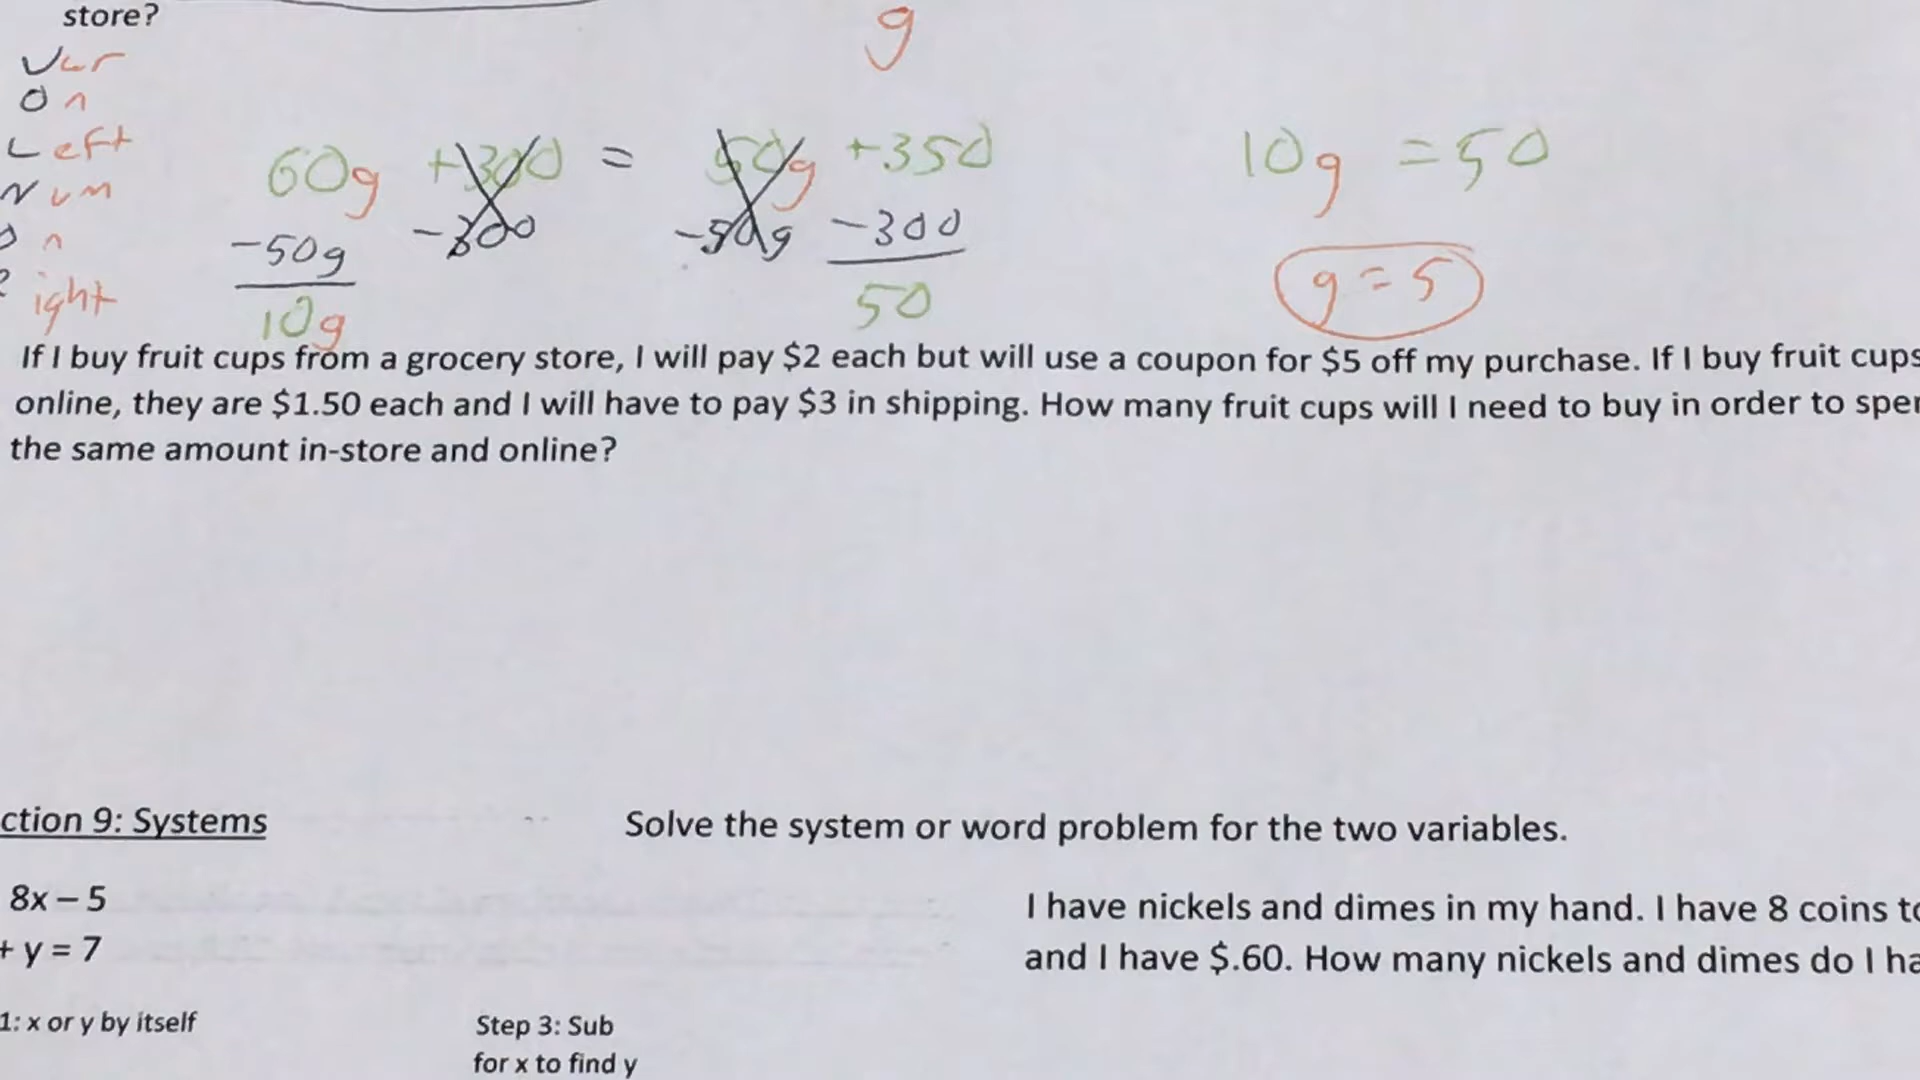 store?
g
Var
On
Left
Num
n
ight
60g +300 = 50g +350
-50g -300 -50g -300
10g 50
10g = 50
g = 5
If I buy fruit cups from a grocery store, I will pay $2 each but will use a coupon for $5 off my purchase. If I buy fruit cups
online, they are $1.50 each and I will have to pay $3 in shipping. How many fruit cups will I need to buy in order to spen
the same amount in-store and online?
ction 9: Systems
Solve the system or word problem for the two variables.
8x – 5
+ y = 7
I have nickels and dimes in my hand. I have 8 coins to
and I have $.60. How many nickels and dimes do I ha
1: x or y by itself
Step 3: Sub
for x to find y